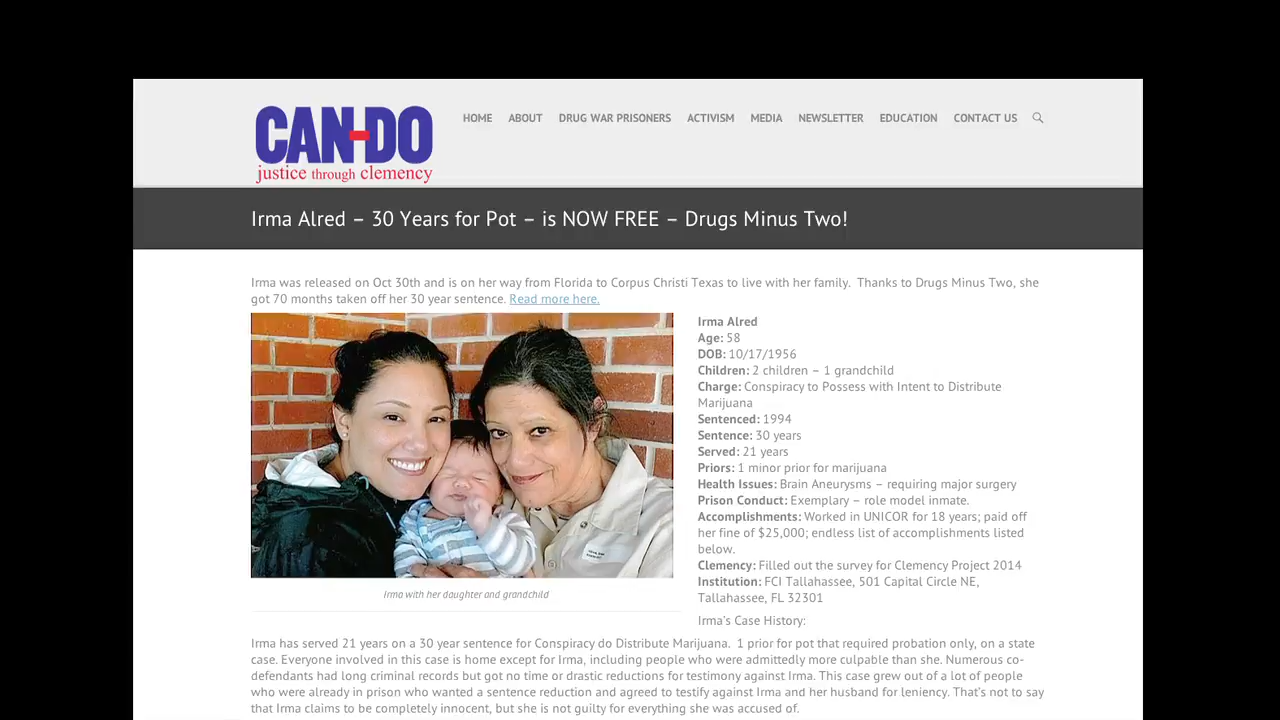 CAN-DO
justice through clemency
HOME ABOUT DRUG WAR PRISONERS ACTIVISM MEDIA NEWSLETTER EDUCATION CONTACT US
Irma Alred – 30 Years for Pot – is NOW FREE – Drugs Minus Two!
Irma was released on Oct 30th and is on her way from Florida to Corpus Christi Texas to live with her family.  Thanks to Drugs Minus Two, she
got 70 months taken off her 30 year sentence. Read more here.
Irma with her daughter and grandchild
Irma Alred
Age: 58
DOB: 10/17/1956
Children: 2 children – 1 grandchild
Charge: Conspiracy to Possess with Intent to Distribute
Marijuana
Sentenced: 1994
Sentence: 30 years
Served: 21 years
Priors: 1 minor prior for marijuana
Health Issues: Brain Aneurysms – requiring major surgery
Prison Conduct: Exemplary – role model inmate.
Accomplishments: Worked in UNICOR for 18 years; paid off
her fine of $25,000; endless list of accomplishments listed
below.
Clemency: Filled out the survey for Clemency Project 2014
Institution: FCI Tallahassee, 501 Capital Circle NE,
Tallahassee, FL 32301
Irma's Case History:
Irma has served 21 years on a 30 year sentence for Conspiracy do Distribute Marijuana.  1 prior for pot that required probation only, on a state
case. Everyone involved in this case is home except for Irma, including people who were admittedly more culpable than she. Numerous co-
defendants had long criminal records but got no time or drastic reductions for testimony against Irma. This case grew out of a lot of people
who were already in prison who wanted a sentence reduction and agreed to testify against Irma and her husband for leniency. That's not to say
that Irma claims to be completely innocent, but she is not guilty for everything she was accused of.